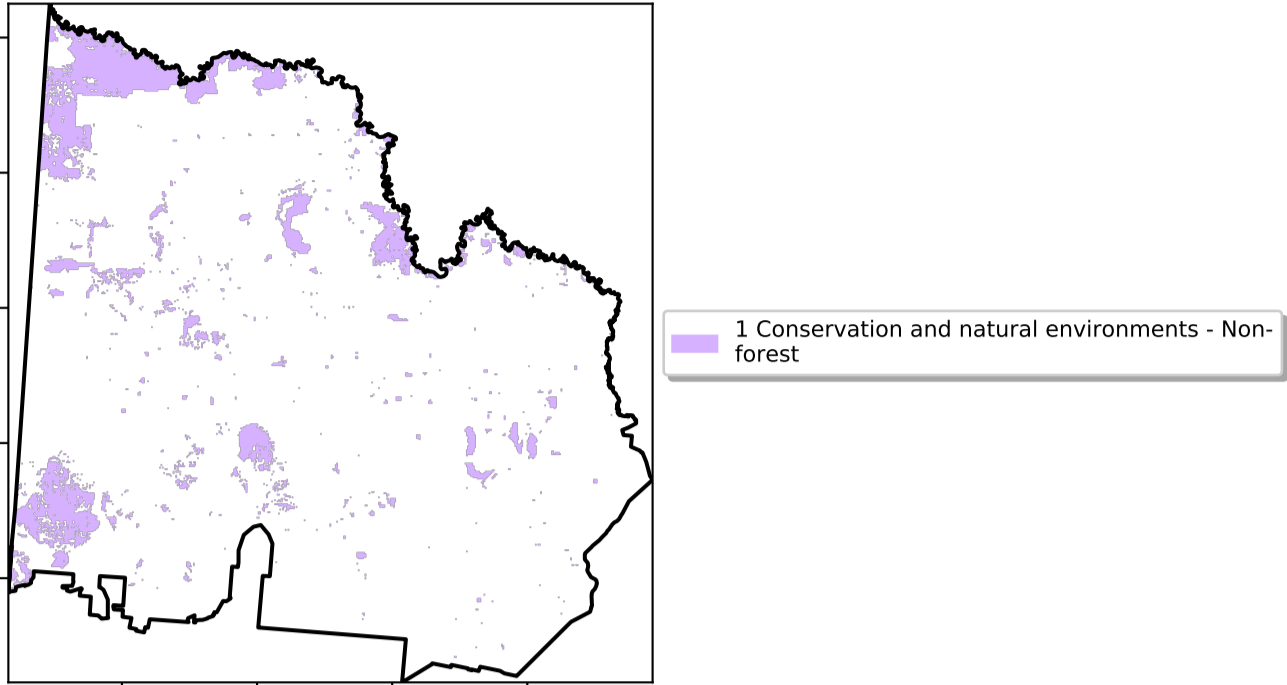 1 Conservation and natural environments - Non-
forest